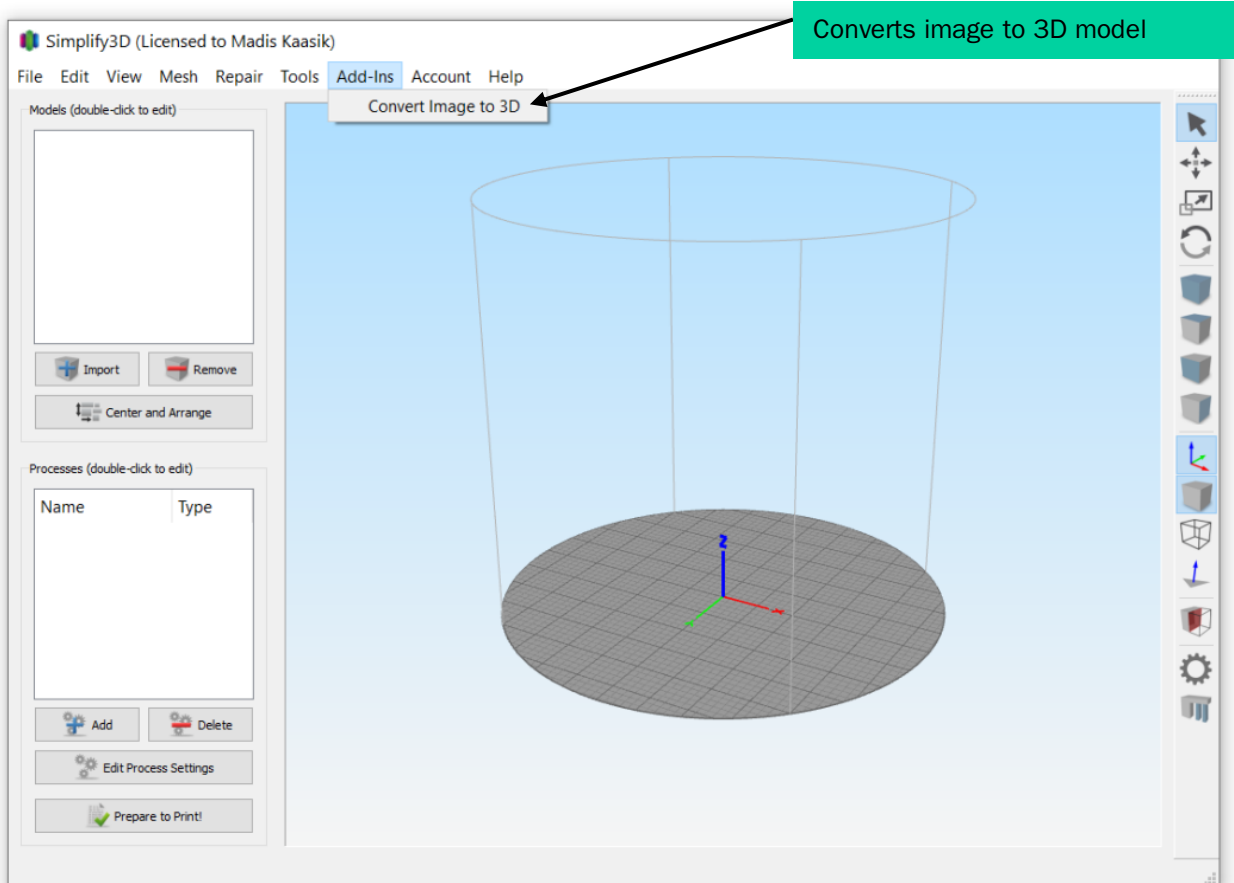 Converts image to 3D model
Simplify3D (Licensed to Madis Kaasik)
File Edit View Mesh Repair Tools Add-Ins Account Help
Convert Image to 3D
Models (double-click to edit)
Import Remove
Center and Arrange
Processes (double-click to edit)
Name Type
Add Delete
Edit Process Settings
Prepare to Print!
Z